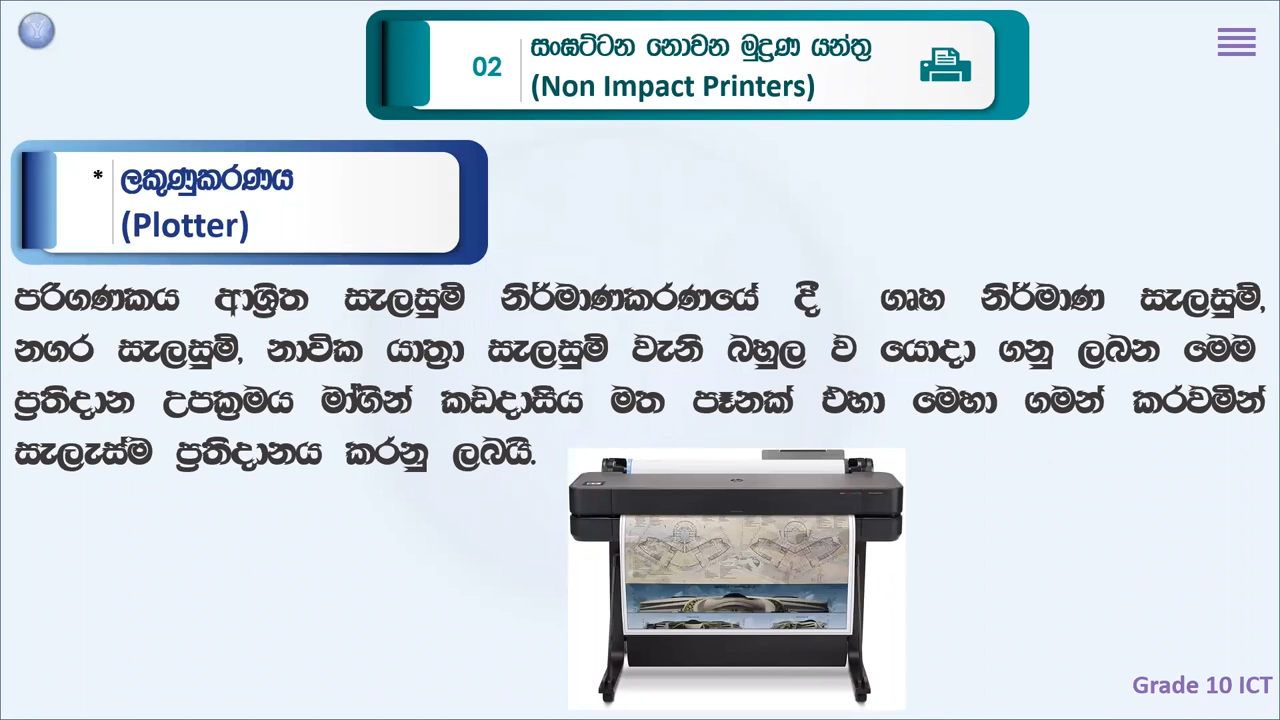 02
සංඝට්ටන නොවන මුද්‍රණ යන්ත්‍ර
(Non Impact Printers)
* ලකුණුකරණය
(Plotter)
පරිගණකය ආශ්‍රිත සැලසුම් නිර්මාණකරණයේ දී, ගෘහ නිර්මාණ සැලසුම්,
නගර සැලසුම්, නාවික යාත්‍රා සැලසුම් වැනි බහුල ව යොදා ගනු ලබන මෙම
ප්‍රතිදාන උපක්‍රමය මාර්ගින් කඩදාසිය මත පෑනක් එහා මෙහා ගමන් කරවමින්
සැලැස්ම ප්‍රතිදානය කරනු ලබයි.
Grade 10 ICT